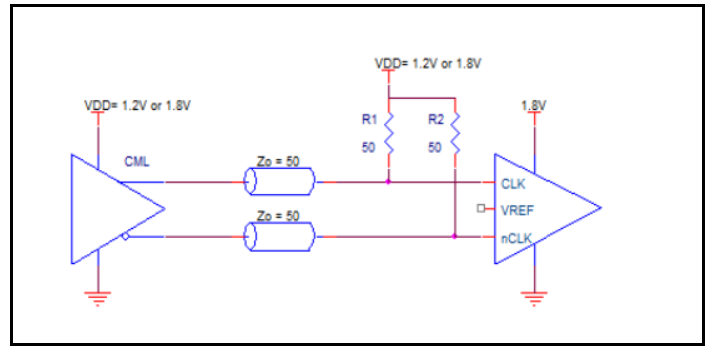 VDD= 1.2V or 1.8V
VDD= 1.2V or 1.8V
1.8V
R1
R2
50
50
CML
Zo = 50
CLK
VREF
Zo = 50
nCLK